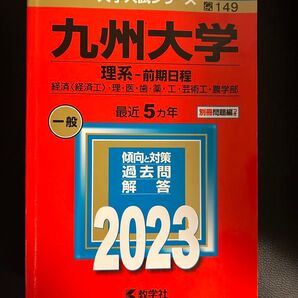 大学入試シリーズ
149
九州大学
理系-前期日程
経済〈経済工〉・理・医・歯・薬・工・芸術工・農学部
一般
最近5カ年
別冊問題編
傾向と対策
過去問
解答
2023
教学社